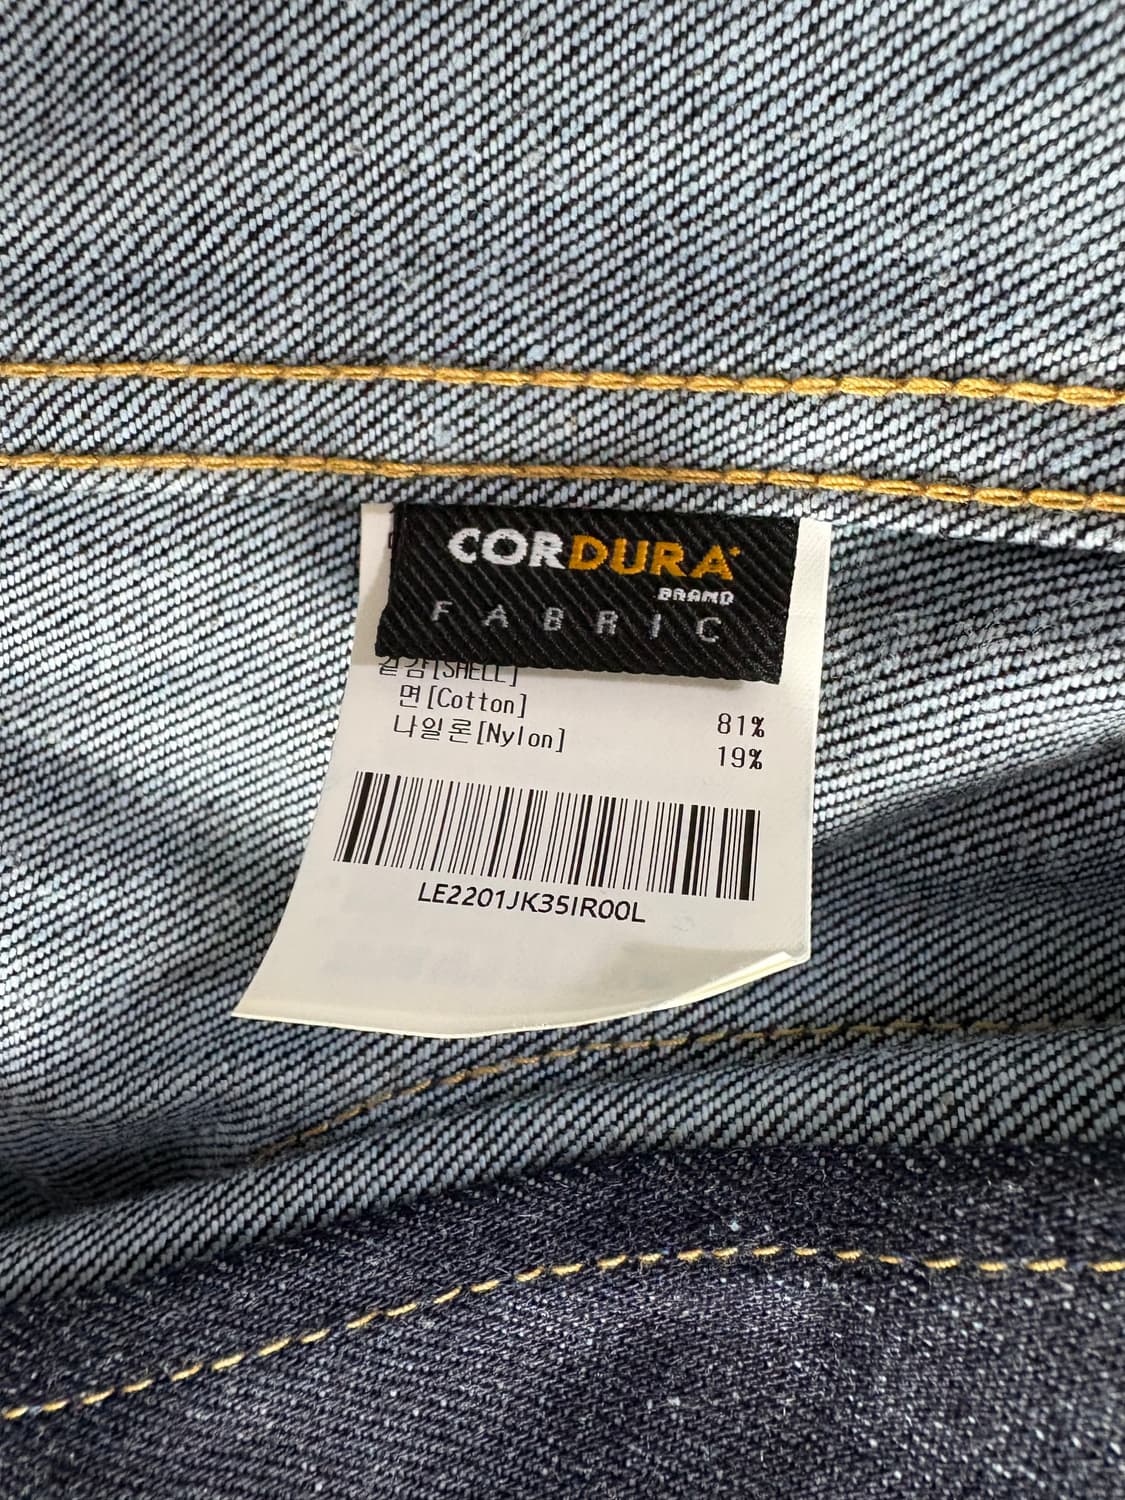 CORDURA
BRAND
FABRIC
겉감[SHELL]
면[Cotton] 81%
나일론[Nylon] 19%
LE2201JK35IR00L